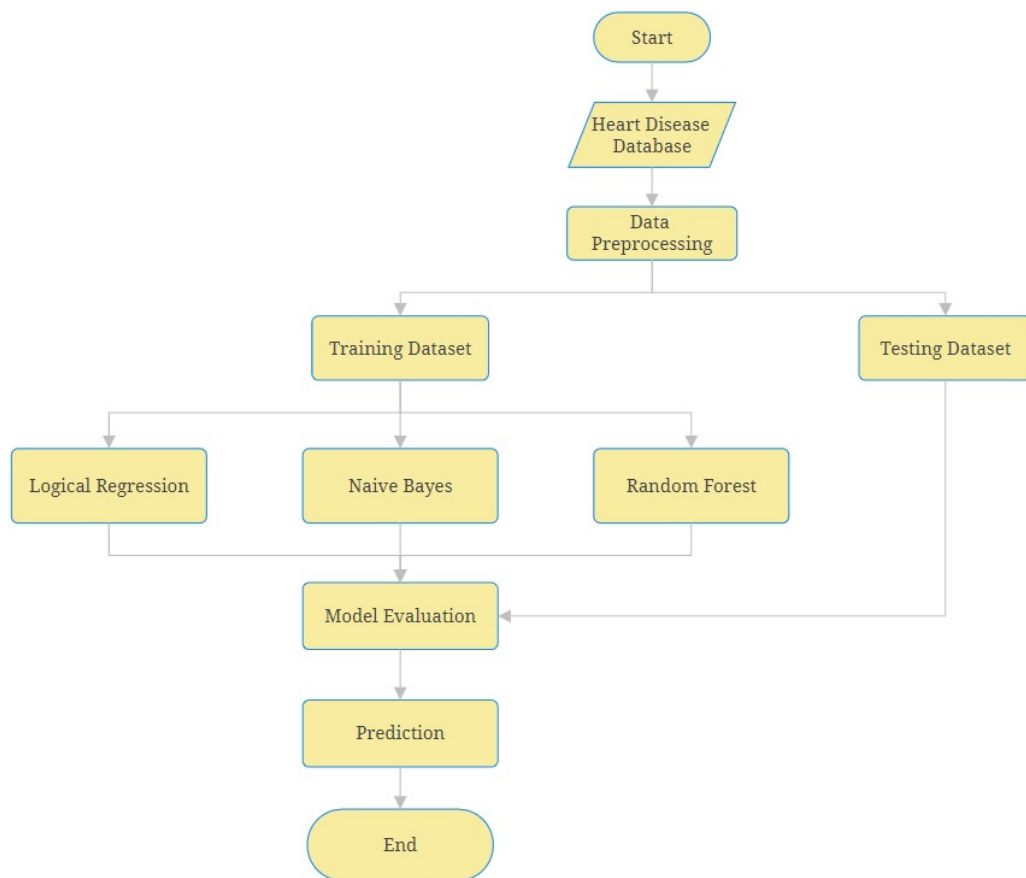 Start
Heart Disease
Database
Data
Preprocessing
Training Dataset
Testing Dataset
Logical Regression
Naive Bayes
Random Forest
Model Evaluation
Prediction
End